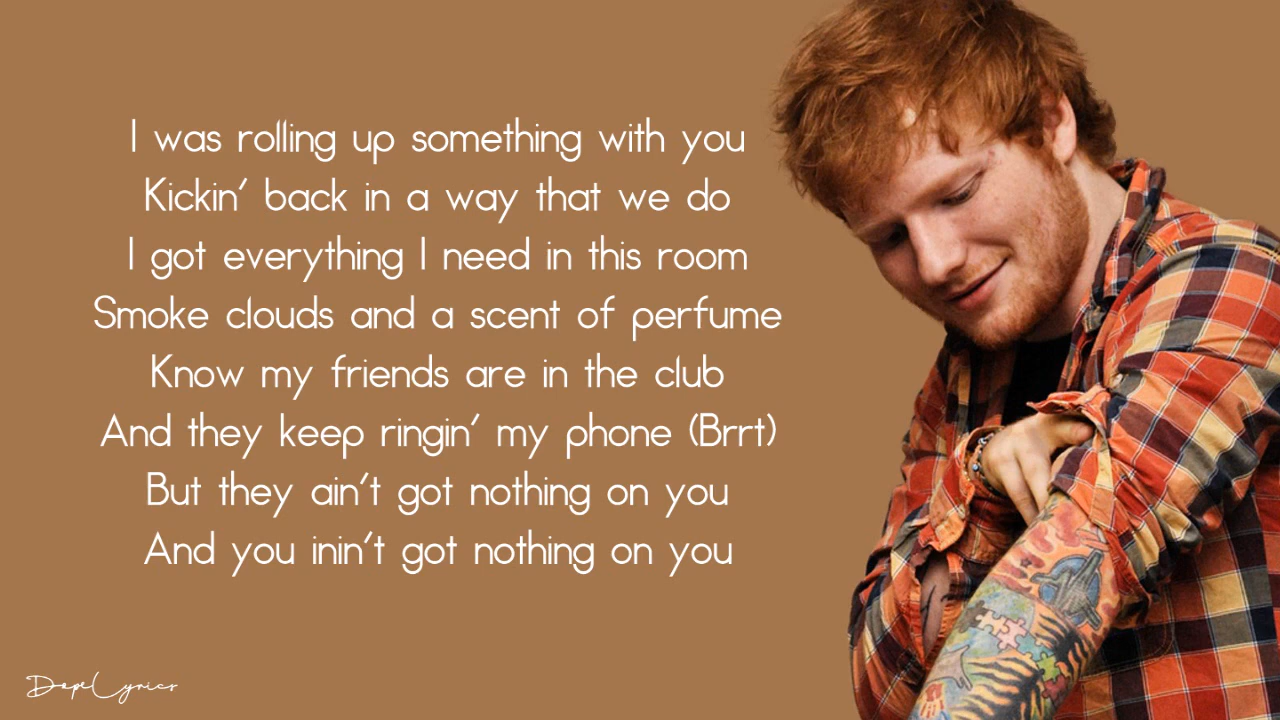 I was rolling up something with you
Kickin' back in a way that we do
I got everything I need in this room
Smoke clouds and a scent of perfume
Know my friends are in the club
And they keep ringin' my phone (Brrt)
But they ain't got nothing on you
And you inin't got nothing on you
DopeLyrics